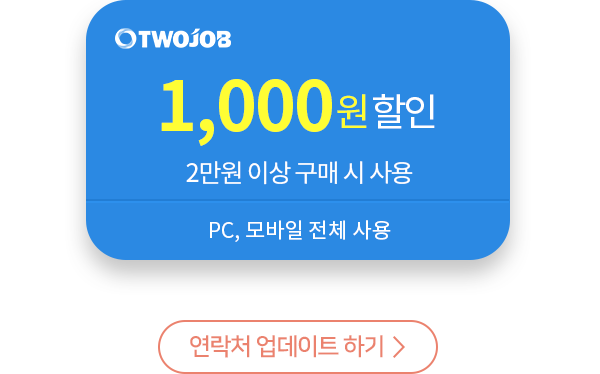 TWOJOB
1,000원 할인
2만원 이상 구매 시 사용
PC, 모바일 전체 사용
연락처 업데이트 하기 >